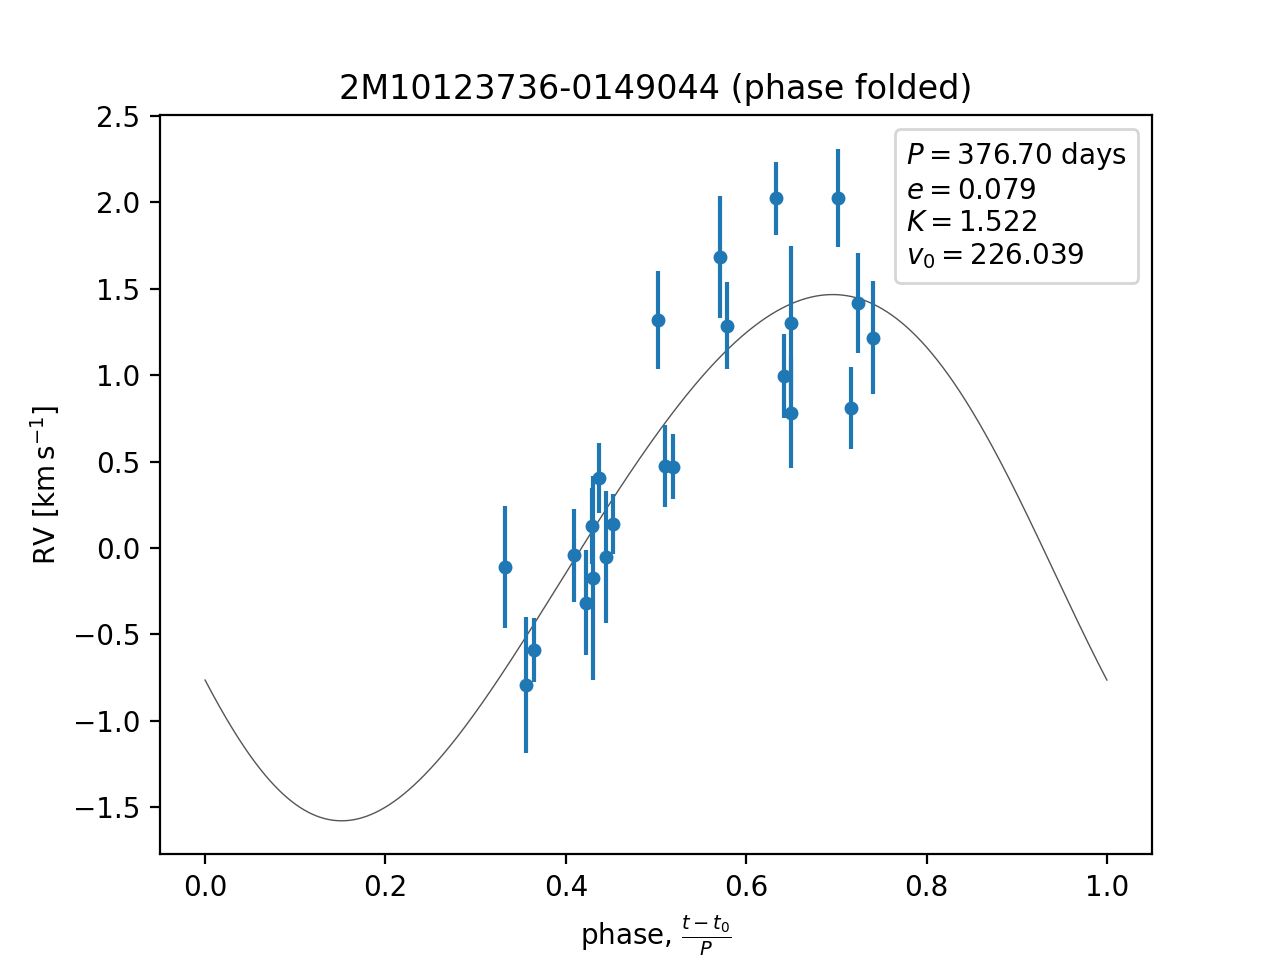 2M10123736-0149044 (phase folded)
P = 376.70 days
e = 0.079
K = 1.522
v₀ = 226.039
RV [km s⁻¹]
2.5
2.0
1.5
1.0
0.5
0.0
−0.5
−1.0
−1.5
0.0 0.2 0.4 0.6 0.8 1.0
phase, (t − t₀)/P